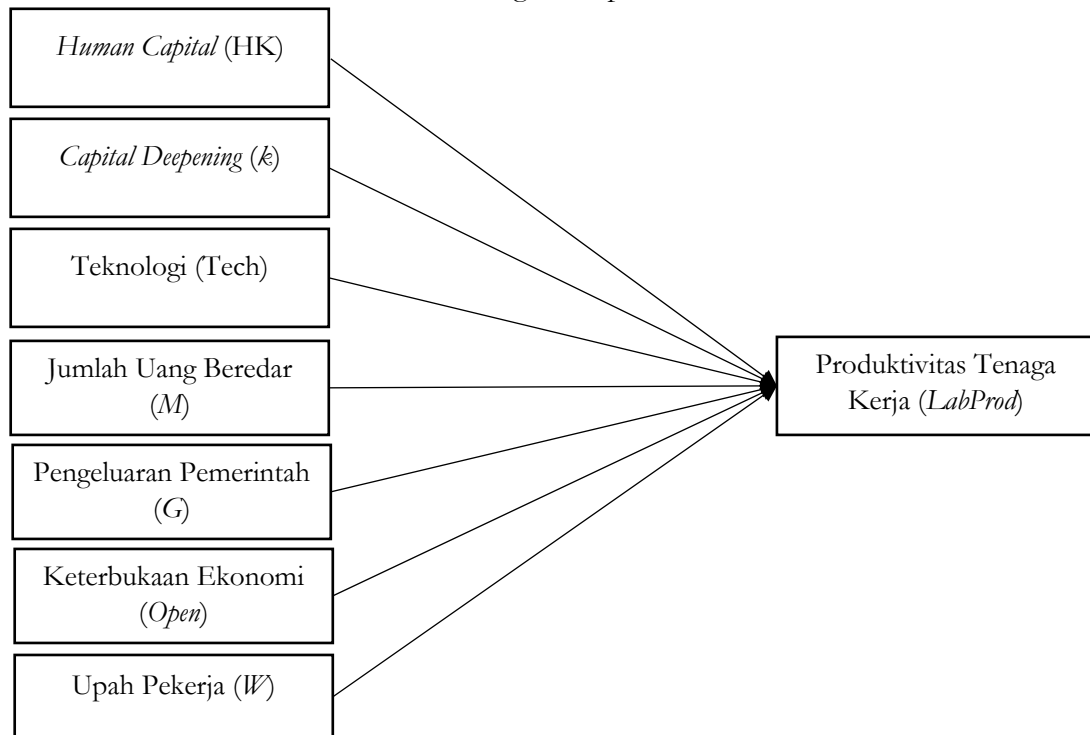 Human Capital (HK)
Capital Deepening (k)
Teknologi (Tech)
Jumlah Uang Beredar
(M)
Pengeluaran Pemerintah
(G)
Keterbukaan Ekonomi
(Open)
Upah Pekerja (W)
Produktivitas Tenaga
Kerja (LabProd)